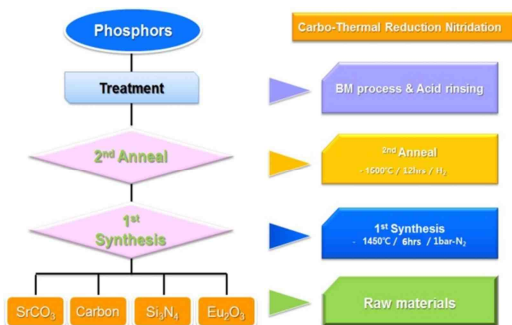 Phosphors
Carbo-Thermal Reduction Nitridation
Treatment
BM process & Acid rinsing
2nd Anneal
2nd Anneal
- 1600℃ / 12hrs / H₂
1st
Synthesis
1st Synthesis
- 1450℃ / 6hrs / 1bar-N₂
SrCO₃
Carbon
Si₃N₄
Eu₂O₃
Raw materials